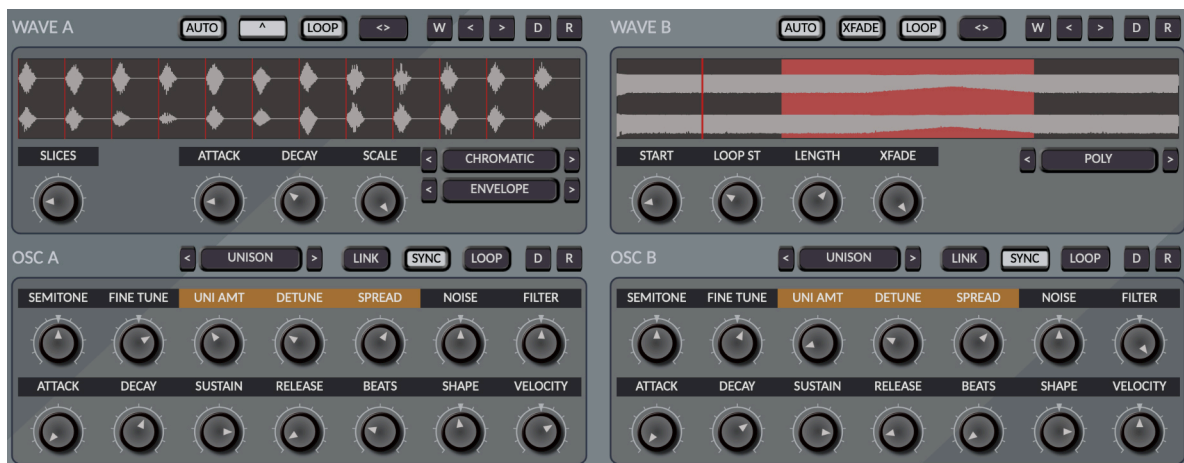 WAVE A AUTO ^ LOOP <> W < > D R
SLICES ATTACK DECAY SCALE < CHROMATIC >
< ENVELOPE >
OSC A < UNISON > LINK SYNC LOOP D R
SEMITONE FINE TUNE UNI AMT DETUNE SPREAD NOISE FILTER
ATTACK DECAY SUSTAIN RELEASE BEATS SHAPE VELOCITY
WAVE B AUTO XFADE LOOP <> W < > D R
START LOOP ST LENGTH XFADE < POLY >
OSC B < UNISON > LINK SYNC LOOP D R
SEMITONE FINE TUNE UNI AMT DETUNE SPREAD NOISE FILTER
ATTACK DECAY SUSTAIN RELEASE BEATS SHAPE VELOCITY